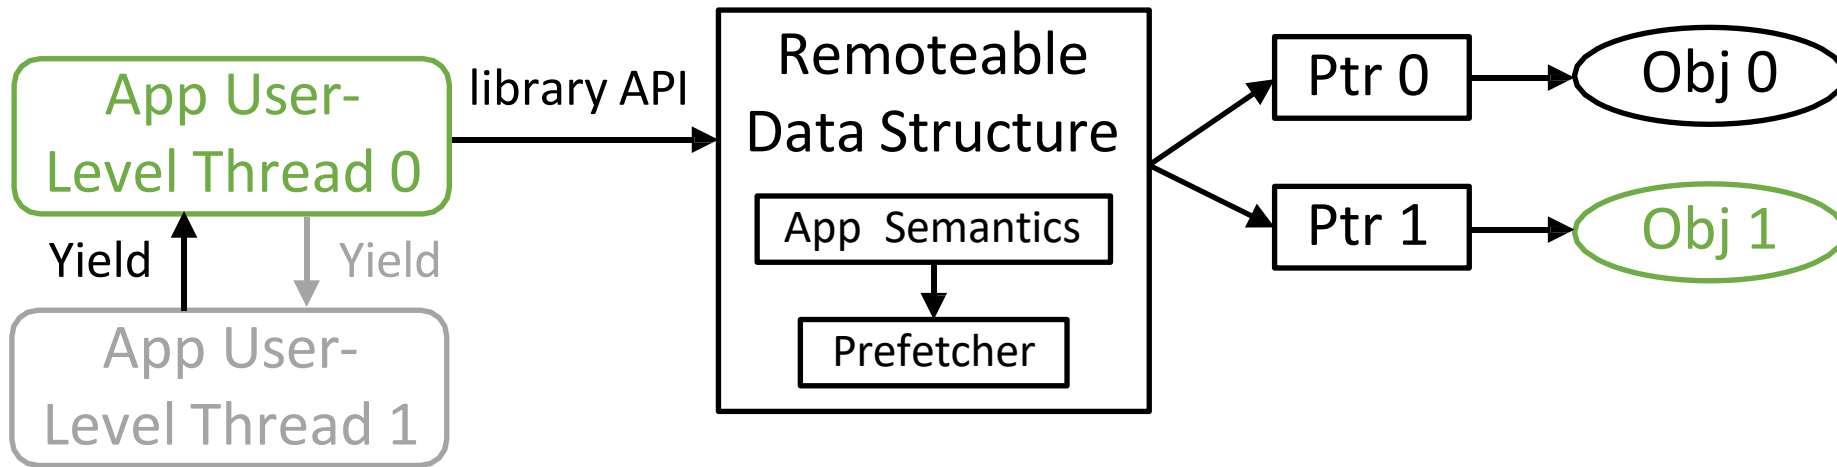 App User-
Level Thread 0
Yield
Yield
App User-
Level Thread 1
library API
Remoteable
Data Structure
App Semantics
Prefetcher
Ptr 0
Obj 0
Ptr 1
Obj 1